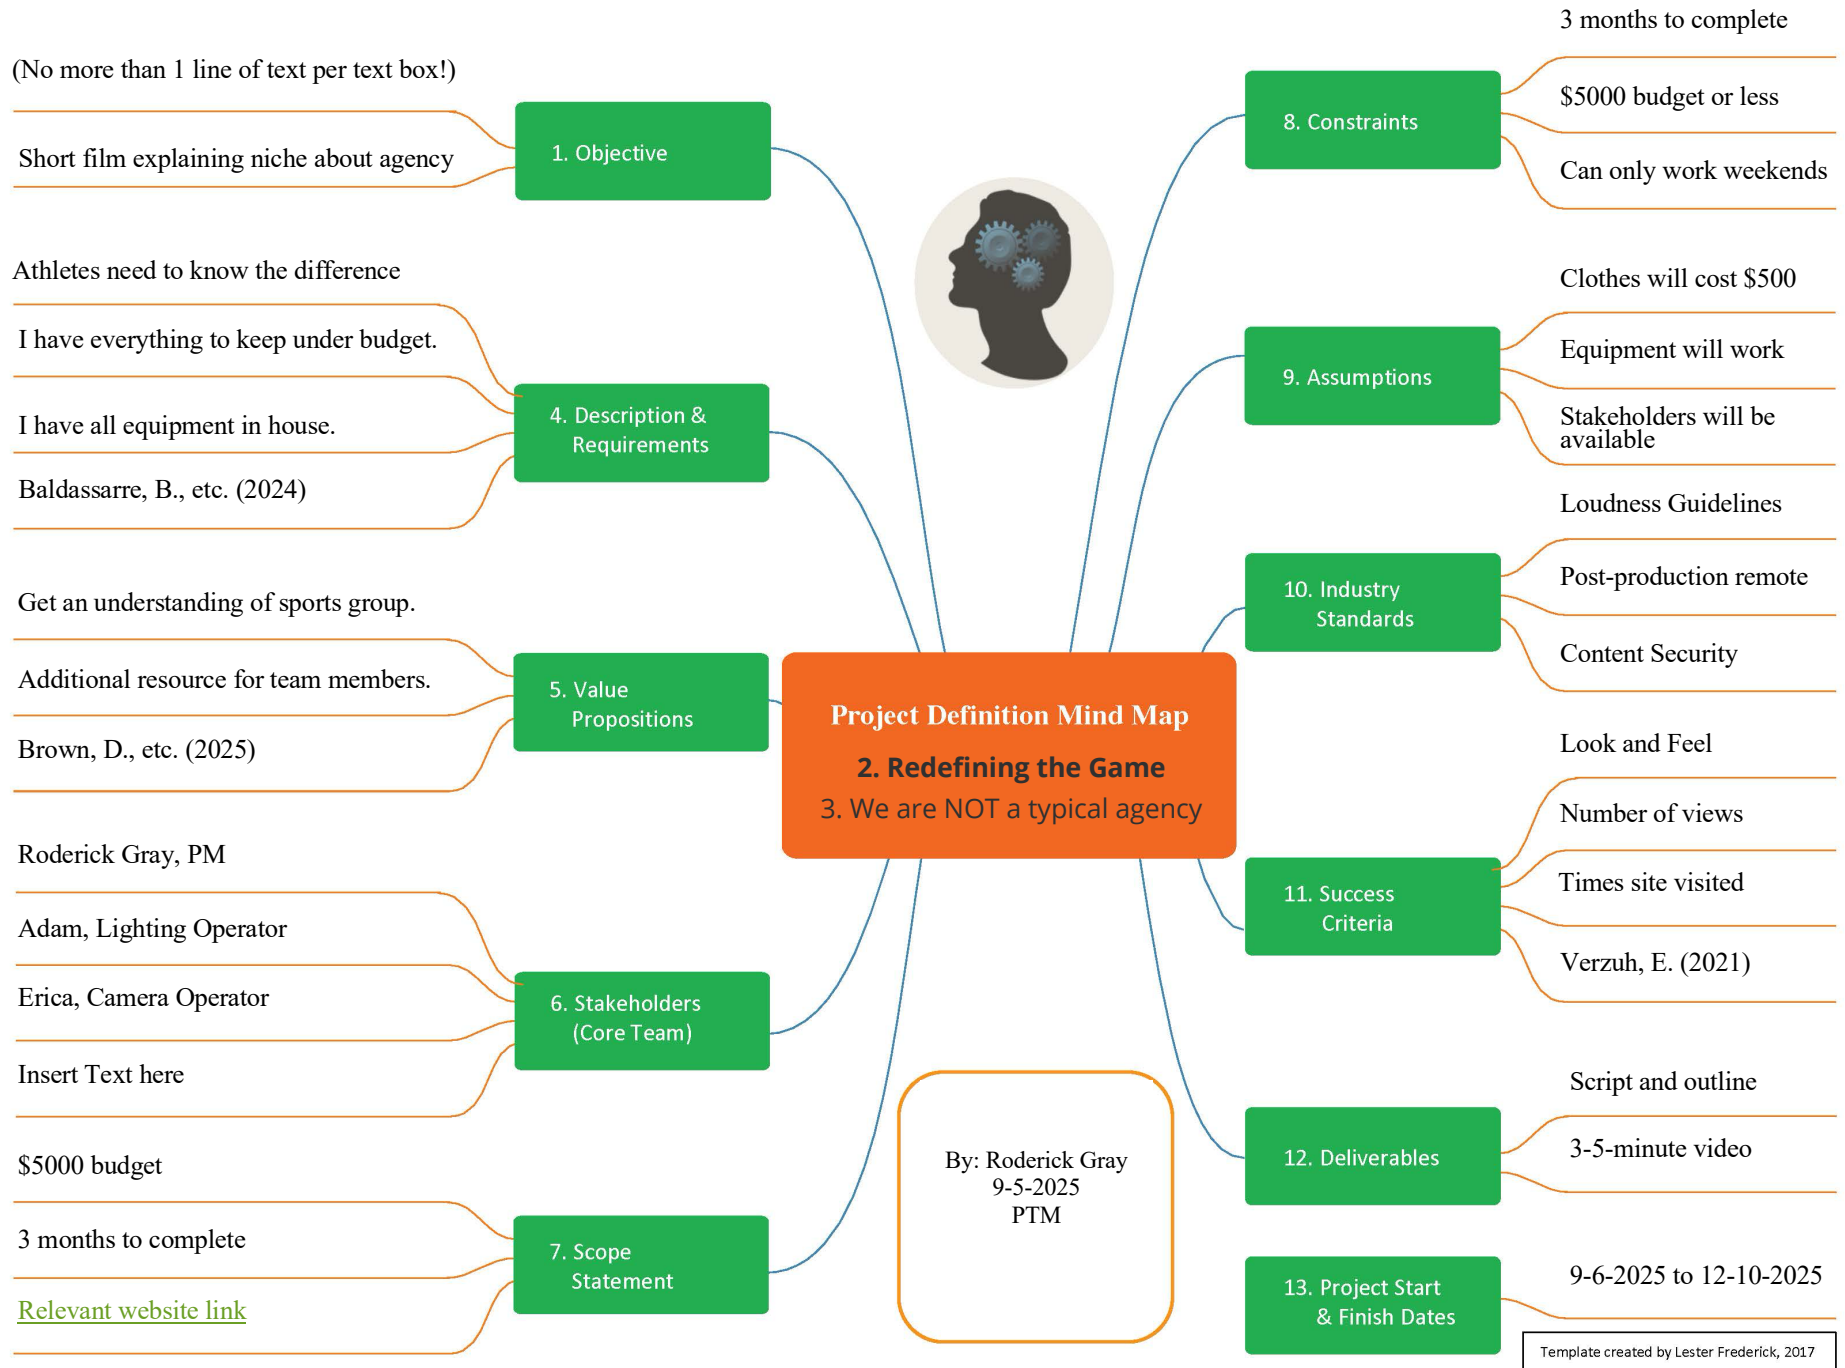 (No more than 1 line of text per text box!)
Short film explaining niche about agency
1. Objective
Athletes need to know the difference
I have everything to keep under budget.
I have all equipment in house.
Baldassarre, B., etc. (2024)
4. Description &
Requirements
Get an understanding of sports group.
Additional resource for team members.
Brown, D., etc. (2025)
5. Value
Propositions
Roderick Gray, PM
Adam, Lighting Operator
Erica, Camera Operator
Insert Text here
6. Stakeholders
(Core Team)
$5000 budget
3 months to complete
Relevant website link
7. Scope
Statement
Project Definition Mind Map
2. Redefining the Game
3. We are NOT a typical agency
By: Roderick Gray
9-5-2025
PTM
8. Constraints
3 months to complete
$5000 budget or less
Can only work weekends
9. Assumptions
Clothes will cost $500
Equipment will work
Stakeholders will be
available
10. Industry
Standards
Loudness Guidelines
Post-production remote
Content Security
11. Success
Criteria
Look and Feel
Number of views
Times site visited
Verzuh, E. (2021)
12. Deliverables
Script and outline
3-5-minute video
13. Project Start
& Finish Dates
9-6-2025 to 12-10-2025
Template created by Lester Frederick, 2017